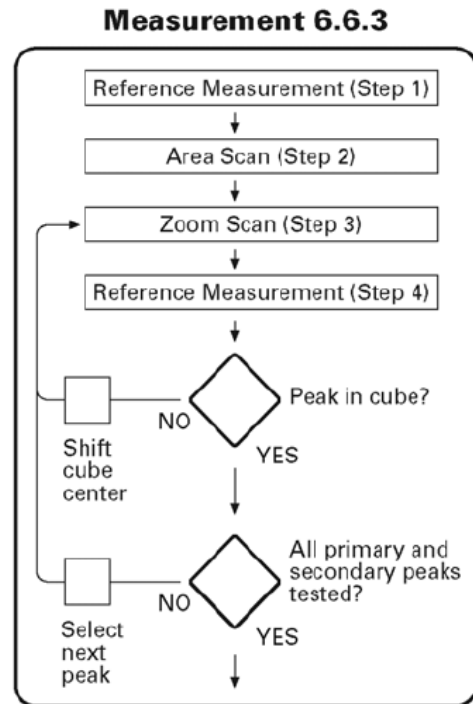 Measurement 6.6.3
Reference Measurement (Step 1)
Area Scan (Step 2)
Zoom Scan (Step 3)
Reference Measurement (Step 4)
Peak in cube?
NO
YES
Shift
cube
center
All primary and
secondary peaks
tested?
NO
YES
Select
next
peak